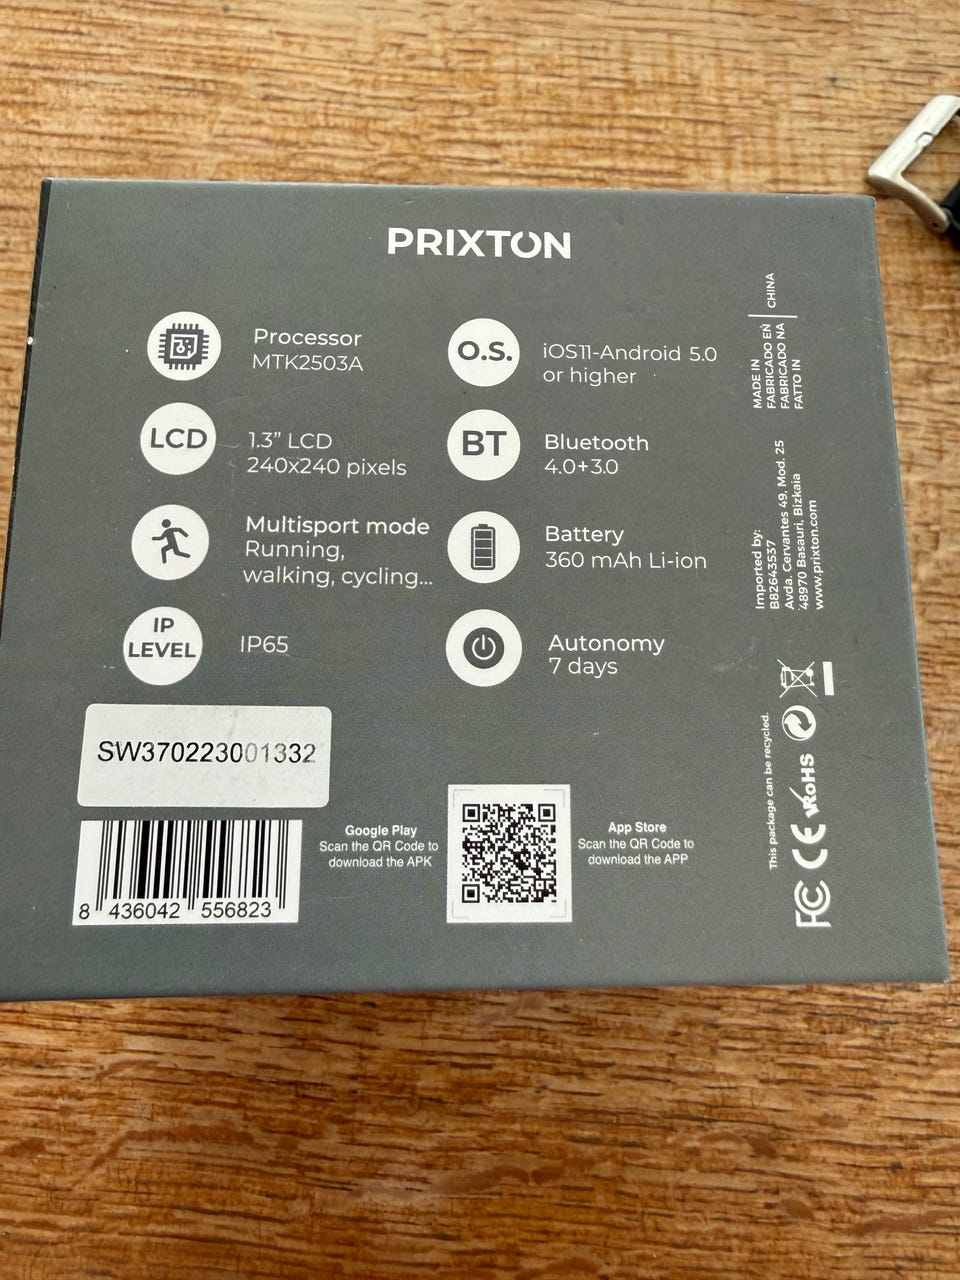 PRIXTON
Processor
MTK2503A
LCD
1.3” LCD
240x240 pixels
Multisport mode
Running,
walking, cycling...
IP
LEVEL
IP65
O.S.
iOS11-Android 5.0
or higher
BT
Bluetooth
4.0+3.0
Battery
360 mAh Li-ion
Autonomy
7 days
SW370223001332
8 436042 556823
Google Play
Scan the QR Code to
download the APK
App Store
Scan the QR Code to
download the APP
MADE IN
FABRICADO EN
FABRICADO NA
FATTO IN
CHINA
Imported by:
B82643537
Avda. Cervantes 49, Mod. 25
48970 Basauri, Bizkaia
www.prixton.com
This package can be recycled.
FC CE RoHS